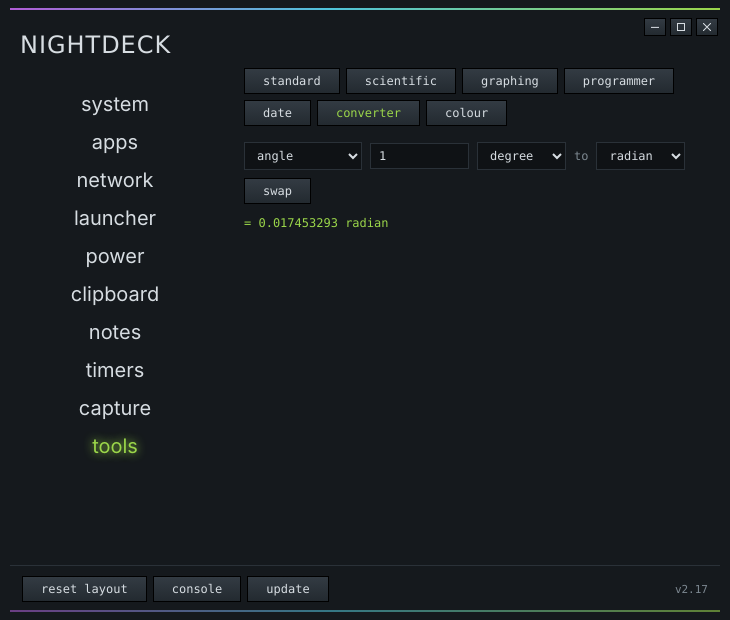 NIGHTDECK
system
apps
network
launcher
power
clipboard
notes
timers
capture
tools
standard scientific graphing programmer
date converter colour
angle 1 degree to radian
swap
= 0.017453293 radian
reset layout console update v2.17